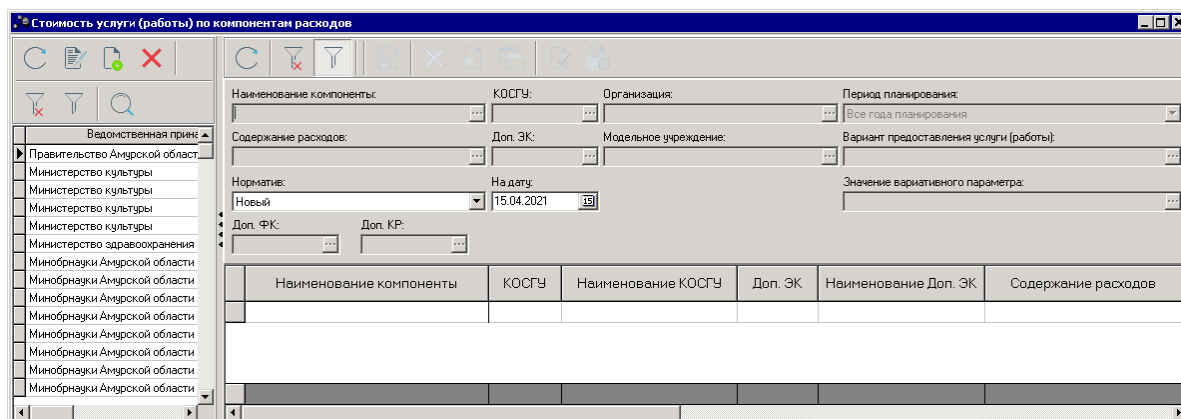 Стоимость услуги (работы) по компонентам расходов
Наименование компоненты: КОСГУ: Организация: Период планирования:
Все года планирования
Содержание расходов: Доп. ЭК: Модельное учреждение: Вариант предоставления услуги (работы):
Норматив: На дату: Значение вариативного параметра:
Новый 15.04.2021 15
Доп. ФК: Доп. КР:
Ведомственная прина
Правительство Амурской област
Министерство культуры
Министерство культуры
Министерство культуры
Министерство культуры
Министерство здравоохранения
Минобрнауки Амурской области
Минобрнауки Амурской области
Минобрнауки Амурской области
Минобрнауки Амурской области
Минобрнауки Амурской области
Минобрнауки Амурской области
Минобрнауки Амурской области
Минобрнауки Амурской области
Наименование компоненты КОСГУ Наименование КОСГУ Доп. ЭК Наименование Доп. ЭК Содержание расходов